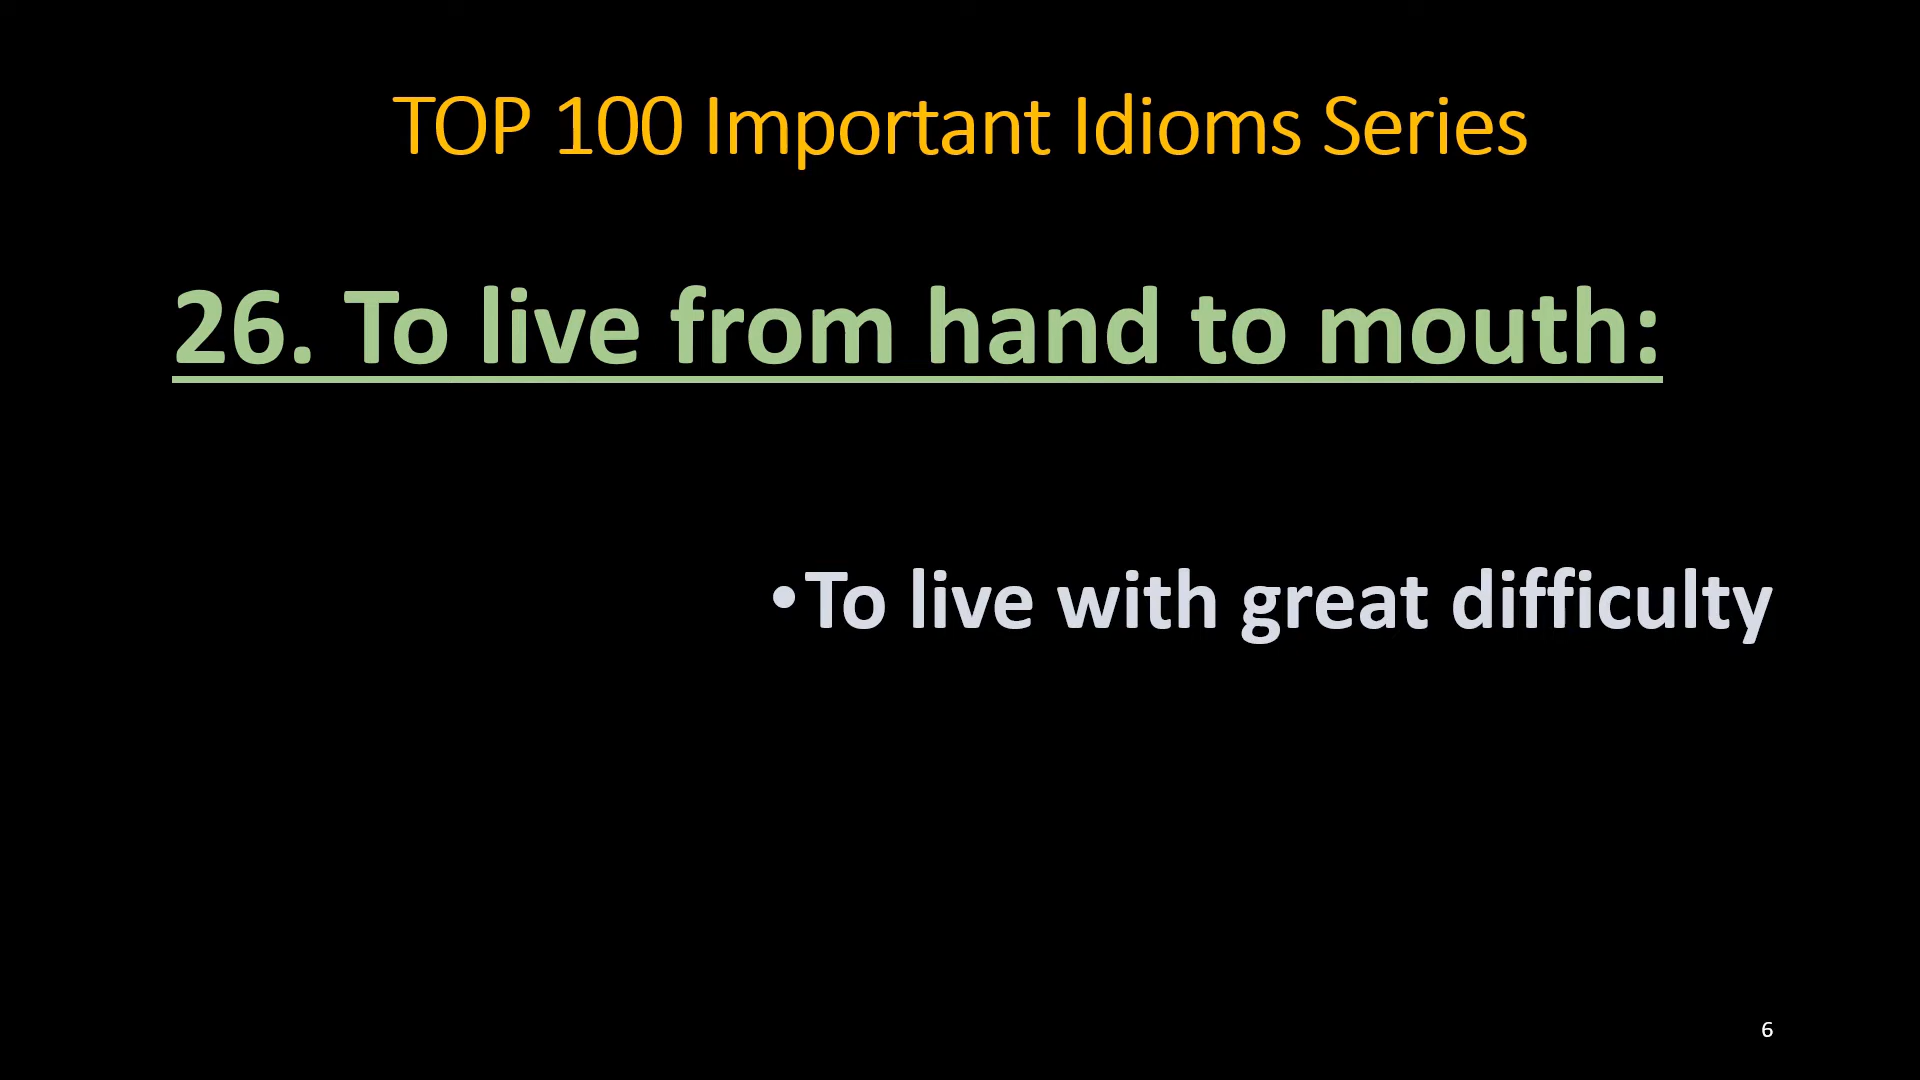 TOP 100 Important Idioms Series
26. To live from hand to mouth:
•To live with great difficulty
6